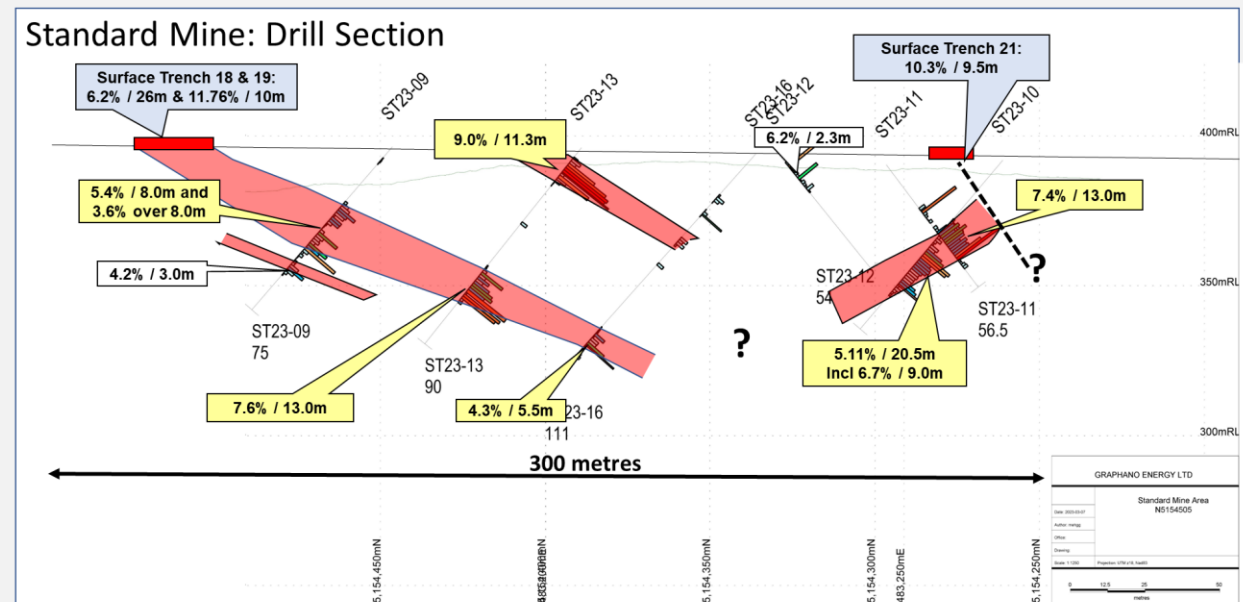 Standard Mine: Drill Section
Surface Trench 18 & 19:
6.2% / 26m & 11.76% / 10m
ST23-09
ST23-13
ST23-16
ST23-12
ST23-11
ST23-10
Surface Trench 21:
10.3% / 9.5m
400mRL
9.0% / 11.3m
6.2% / 2.3m
5.4% / 8.0m and
3.6% over 8.0m
7.4% / 13.0m
4.2% / 3.0m
?
350mRL
ST23-12
54
ST23-11
56.5
ST23-09
75
?
ST23-13
90
5.11% / 20.5m
Incl 6.7% / 9.0m
7.6% / 13.0m
4.3% / 5.5m
23-16
111
300mRL
300 metres
5,154,450mN
5,154,350mN
5,154,300mN
483,250mE
5,154,250mN
GRAPHANO ENERGY LTD
Standard Mine Area
N5154505
Date: 2023-03-07
Office:
Drawing:
0 12.5 25 50
metres